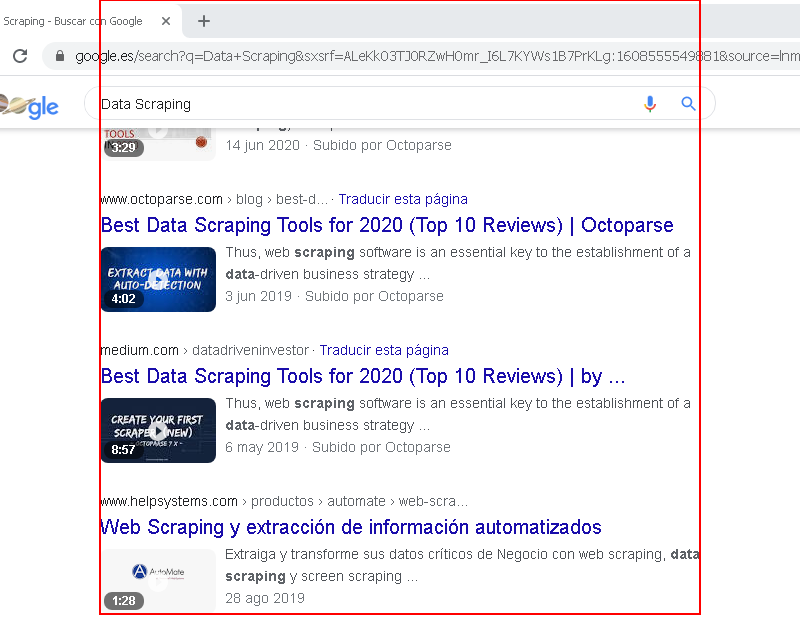 Scraping - Buscar con Google
google.es/search?q=Data+Scraping&sxsrf=ALeKk03TJ0RZwH0mr_I6L7KYWs1B7PrKLg:1608555549881&source=lnm
gle
Data Scraping
TOOLS
3:29
14 jun 2020 · Subido por Octoparse
www.octoparse.com › blog › best-d... · Traducir esta página
Best Data Scraping Tools for 2020 (Top 10 Reviews) | Octoparse
EXTRACT DATA WITH
AUTO-DETECTION
4:02
Thus, web scraping software is an essential key to the establishment of a
data-driven business strategy ...
3 jun 2019 · Subido por Octoparse
medium.com › datadriveninvestor · Traducir esta página
Best Data Scraping Tools for 2020 (Top 10 Reviews) | by ...
CREATE YOUR FIRST
SCRAPER (NEW)
- OCTOPARSE 7.X -
8:57
Thus, web scraping software is an essential key to the establishment of a
data-driven business strategy ...
6 may 2019 · Subido por Octoparse
www.helpsystems.com › productos › automate › web-scra...
Web Scraping y extracción de información automatizados
AutoMate
1:28
Extraiga y transforme sus datos críticos de Negocio con web scraping, data
scraping y screen scraping ...
28 ago 2019